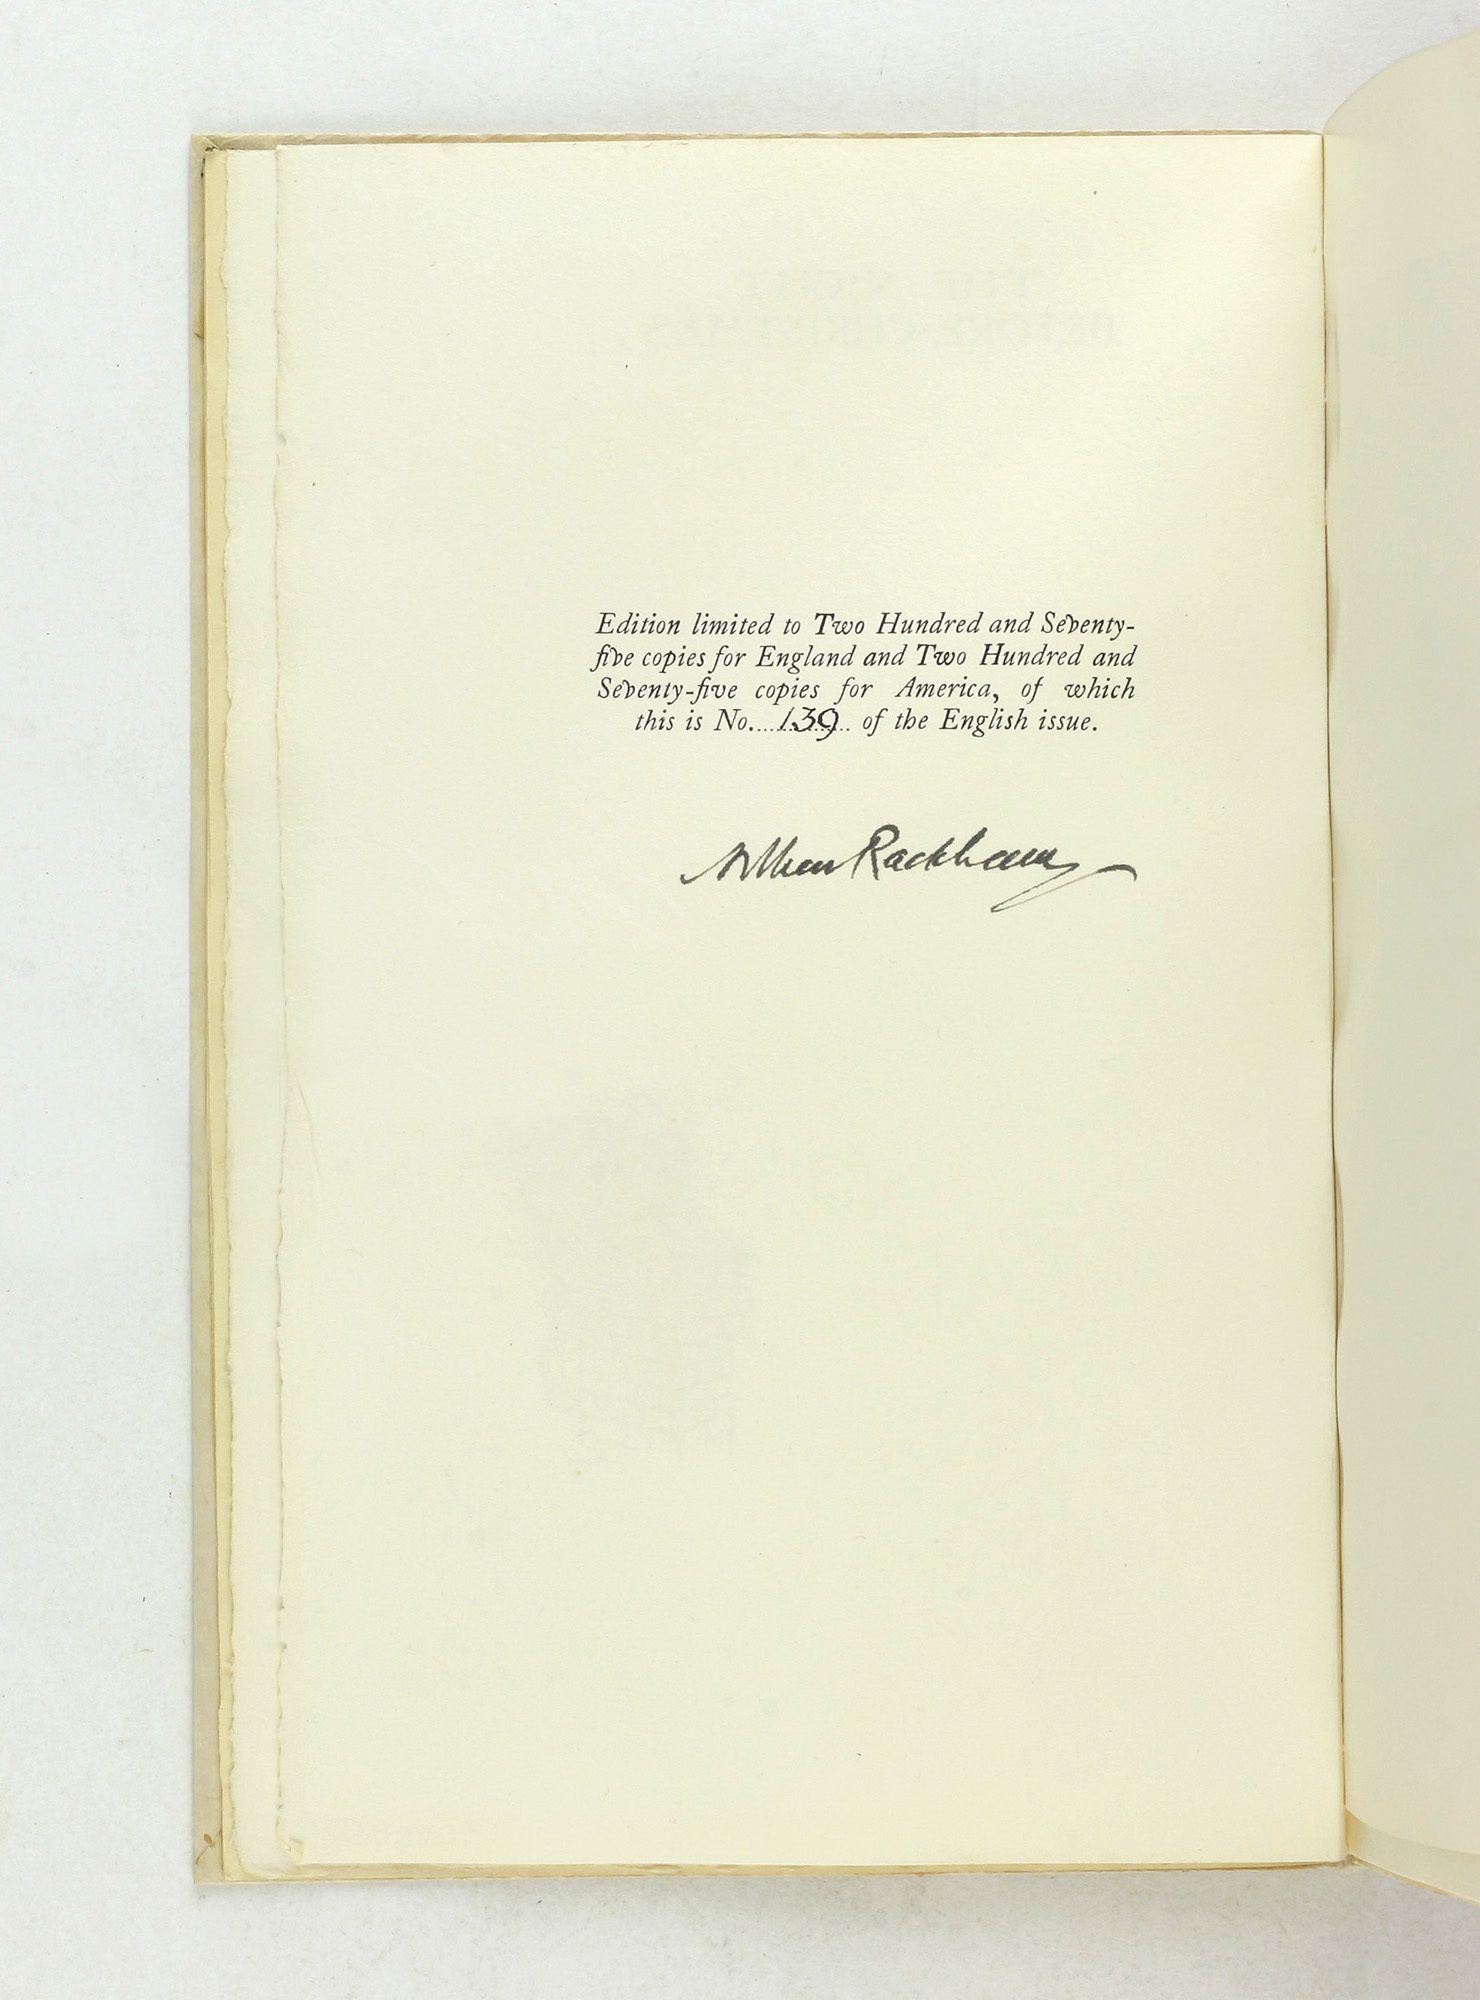 Edition limited to Two Hundred and Seventy-
five copies for England and Two Hundred and
Seventy-five copies for America, of which
this is No....139... of the English issue.
Arthur Rackham